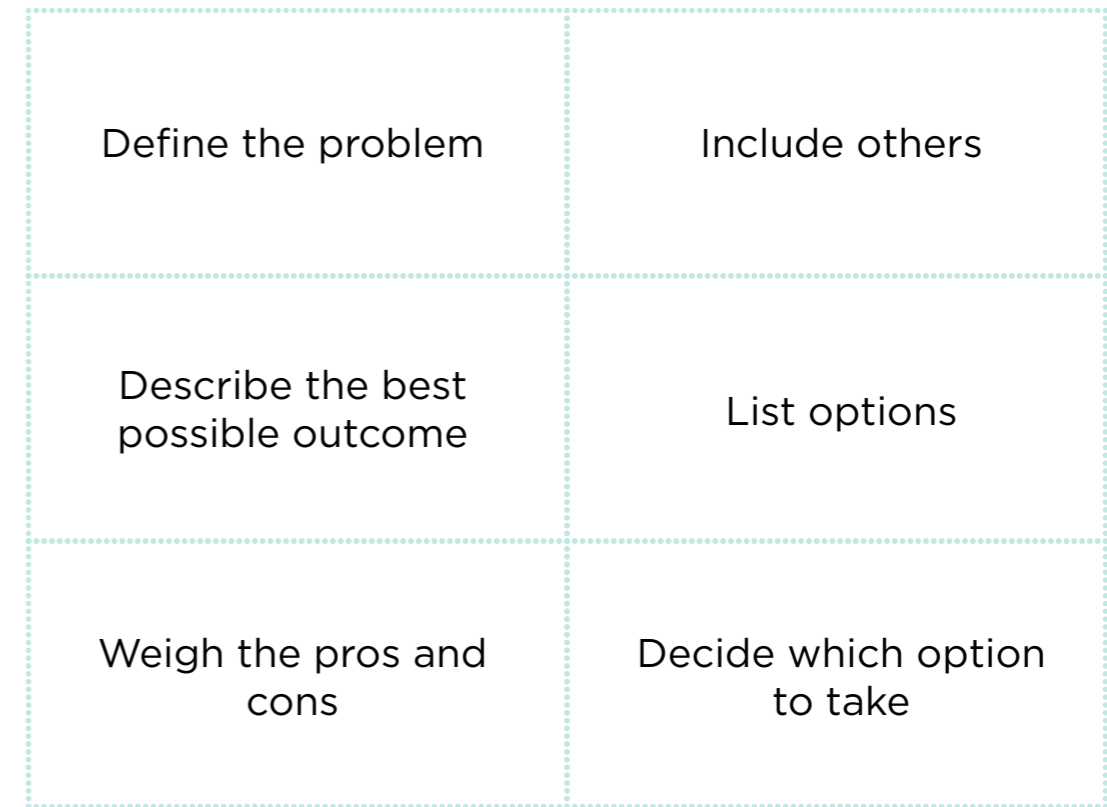 Define the problem
Include others
Describe the best
possible outcome
List options
Weigh the pros and
cons
Decide which option
to take